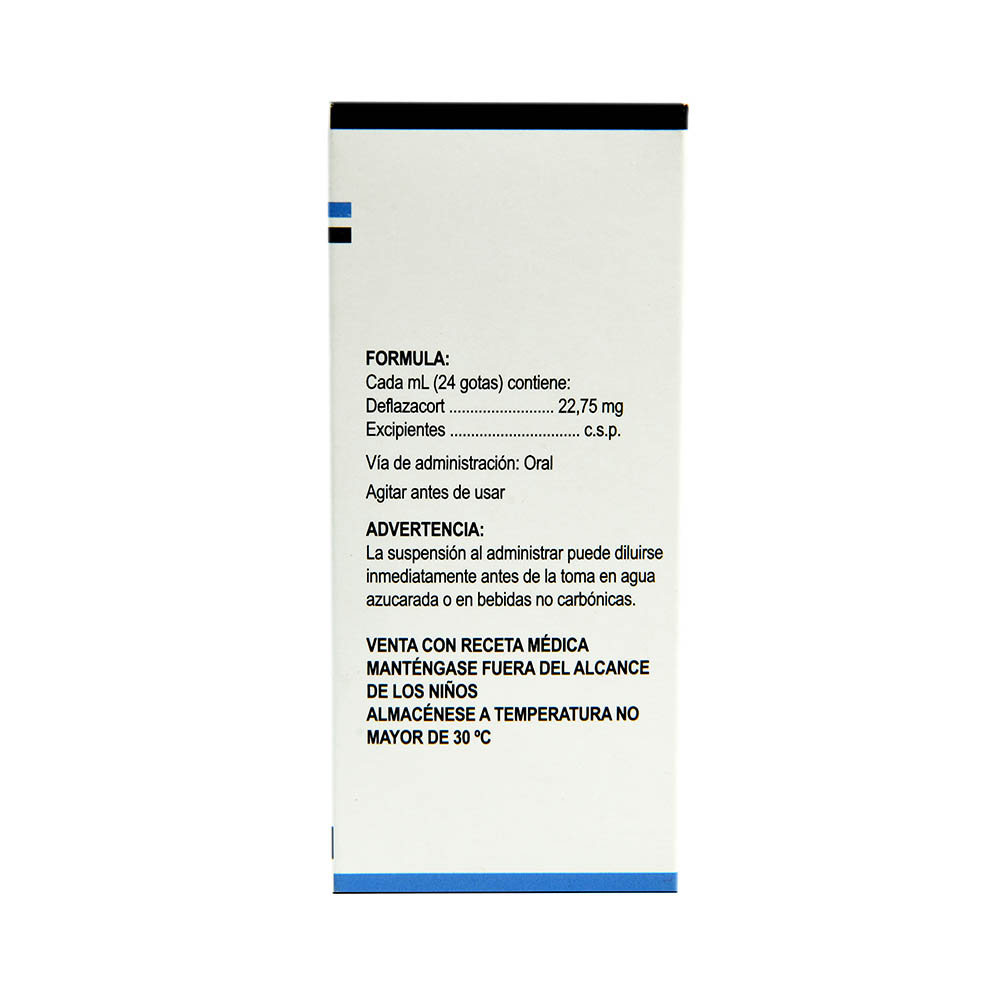 FORMULA:
Cada mL (24 gotas) contiene:
Deflazacort ......................... 22,75 mg
Excipientes ............................... c.s.p.
Vía de administración: Oral
Agitar antes de usar
ADVERTENCIA:
La suspensión al administrar puede diluirse
inmediatamente antes de la toma en agua
azucarada o en bebidas no carbónicas.
VENTA CON RECETA MÉDICA
MANTÉNGASE FUERA DEL ALCANCE
DE LOS NIÑOS
ALMACÉNESE A TEMPERATURA NO
MAYOR DE 30 ºC